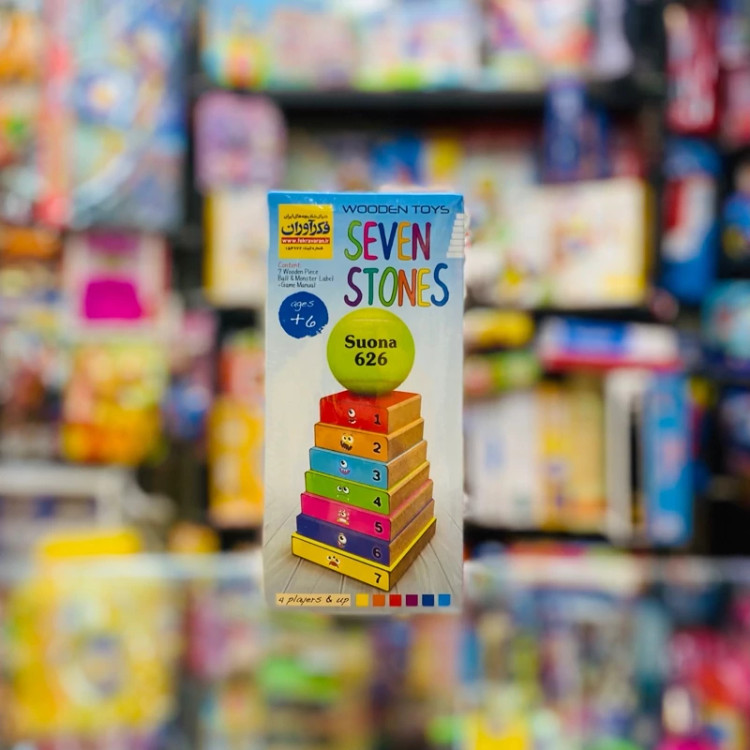 WOODEN TOYS
فکرآوران
www.fekravaran.ir
SEVEN
STONES
Content:
7 Wooden Piece
Ball & Monster Label
-Game Manual
ages
+6
Suona
626
1
2
3
4
5
6
7
4 players & up